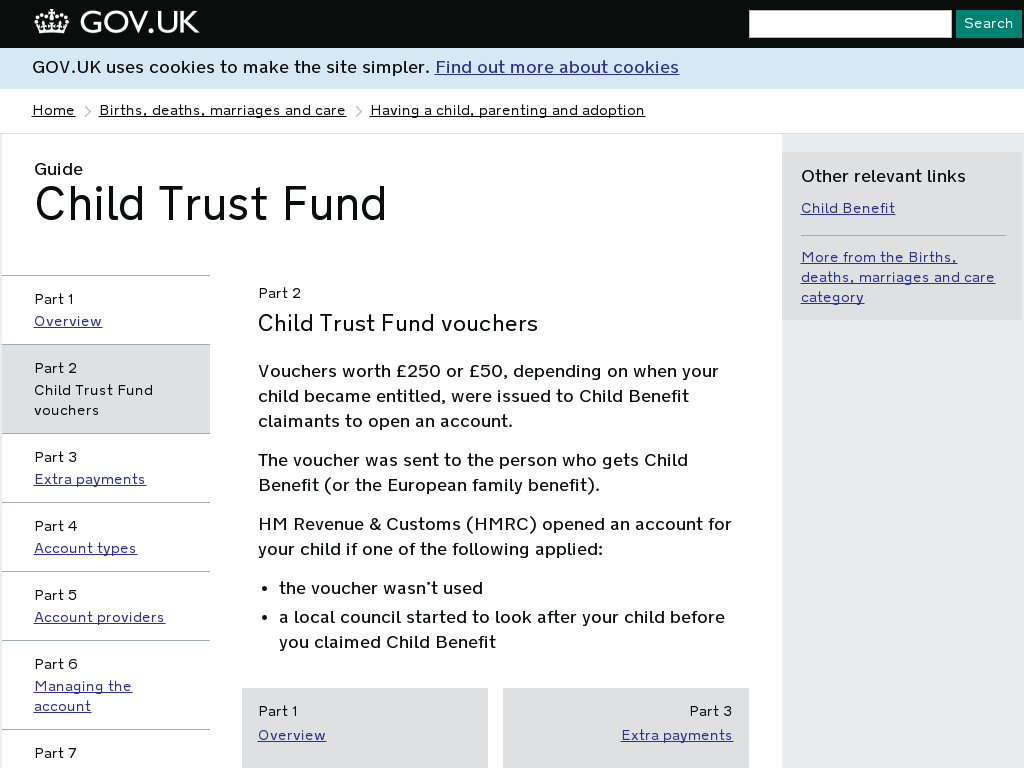 GOV.UK
Search
GOV.UK uses cookies to make the site simpler. Find out more about cookies
Home
Births, deaths, marriages and care
Having a child, parenting and adoption
Guide
Child Trust Fund
Part 1
Overview
Part 2
Child Trust Fund
vouchers
Part 3
Extra payments
Part 4
Account types
Part 5
Account providers
Part 6
Managing the
account
Part 7
Part 2
Child Trust Fund vouchers
Vouchers worth £250 or £50, depending on when your
child became entitled, were issued to Child Benefit
claimants to open an account.
The voucher was sent to the person who gets Child
Benefit (or the European family benefit).
HM Revenue & Customs (HMRC) opened an account for
your child if one of the following applied:
• the voucher wasn't used
• a local council started to look after your child before
you claimed Child Benefit
Part 1
Overview
Part 3
Extra payments
Other relevant links
Child Benefit
More from the Births,
deaths, marriages and care
category